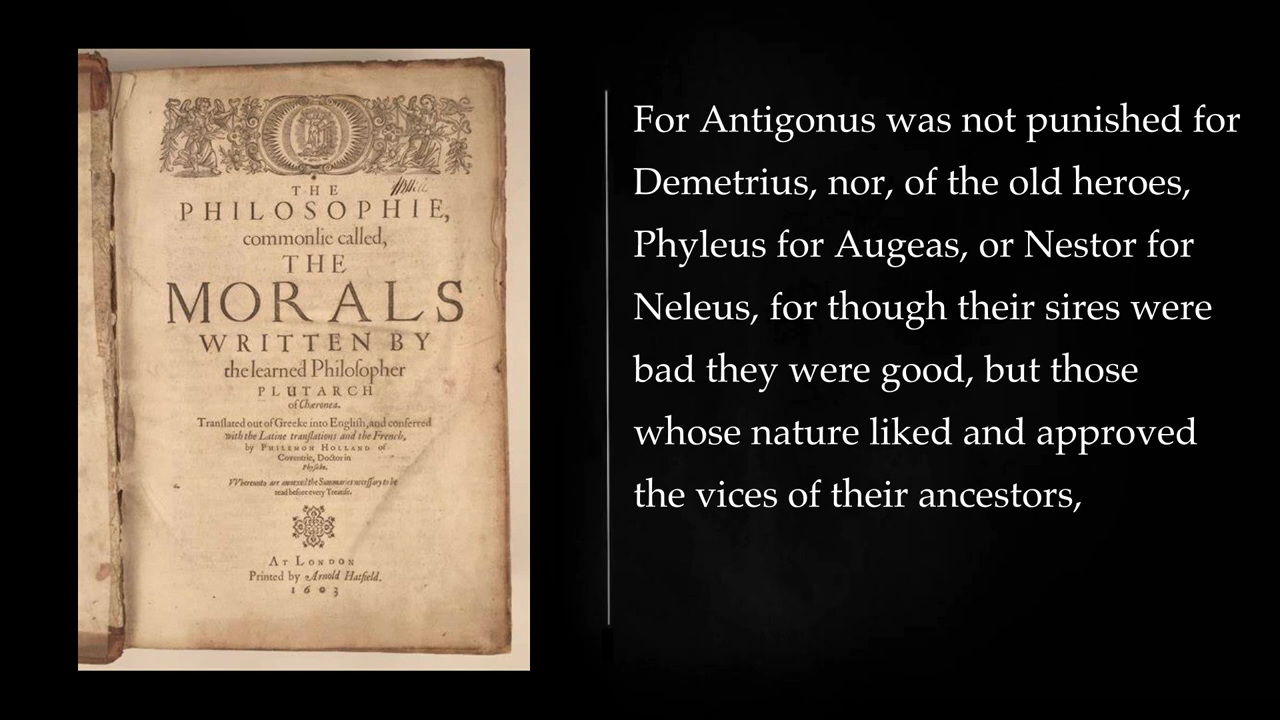 THE
PHILOSOPHIE,
commonlie called,
THE
MORALS
WRITTEN BY
the learned Philoſopher
PLUTARCH
of Chæronea.
Tranſlated out of Greeke into Engliſh, and conferred
with the Latine tranſlations and the French,
by PHILEMON HOLLAND of
Coventrie, Doctor in
Phyſicke.
VVhereunto are annexed the Summaries neceſſary to be
read before every Treatiſe.
AT LONDON
Printed by Arnold Hatfield.
1603
For Antigonus was not punished for
Demetrius, nor, of the old heroes,
Phyleus for Augeas, or Nestor for
Neleus, for though their sires were
bad they were good, but those
whose nature liked and approved
the vices of their ancestors,